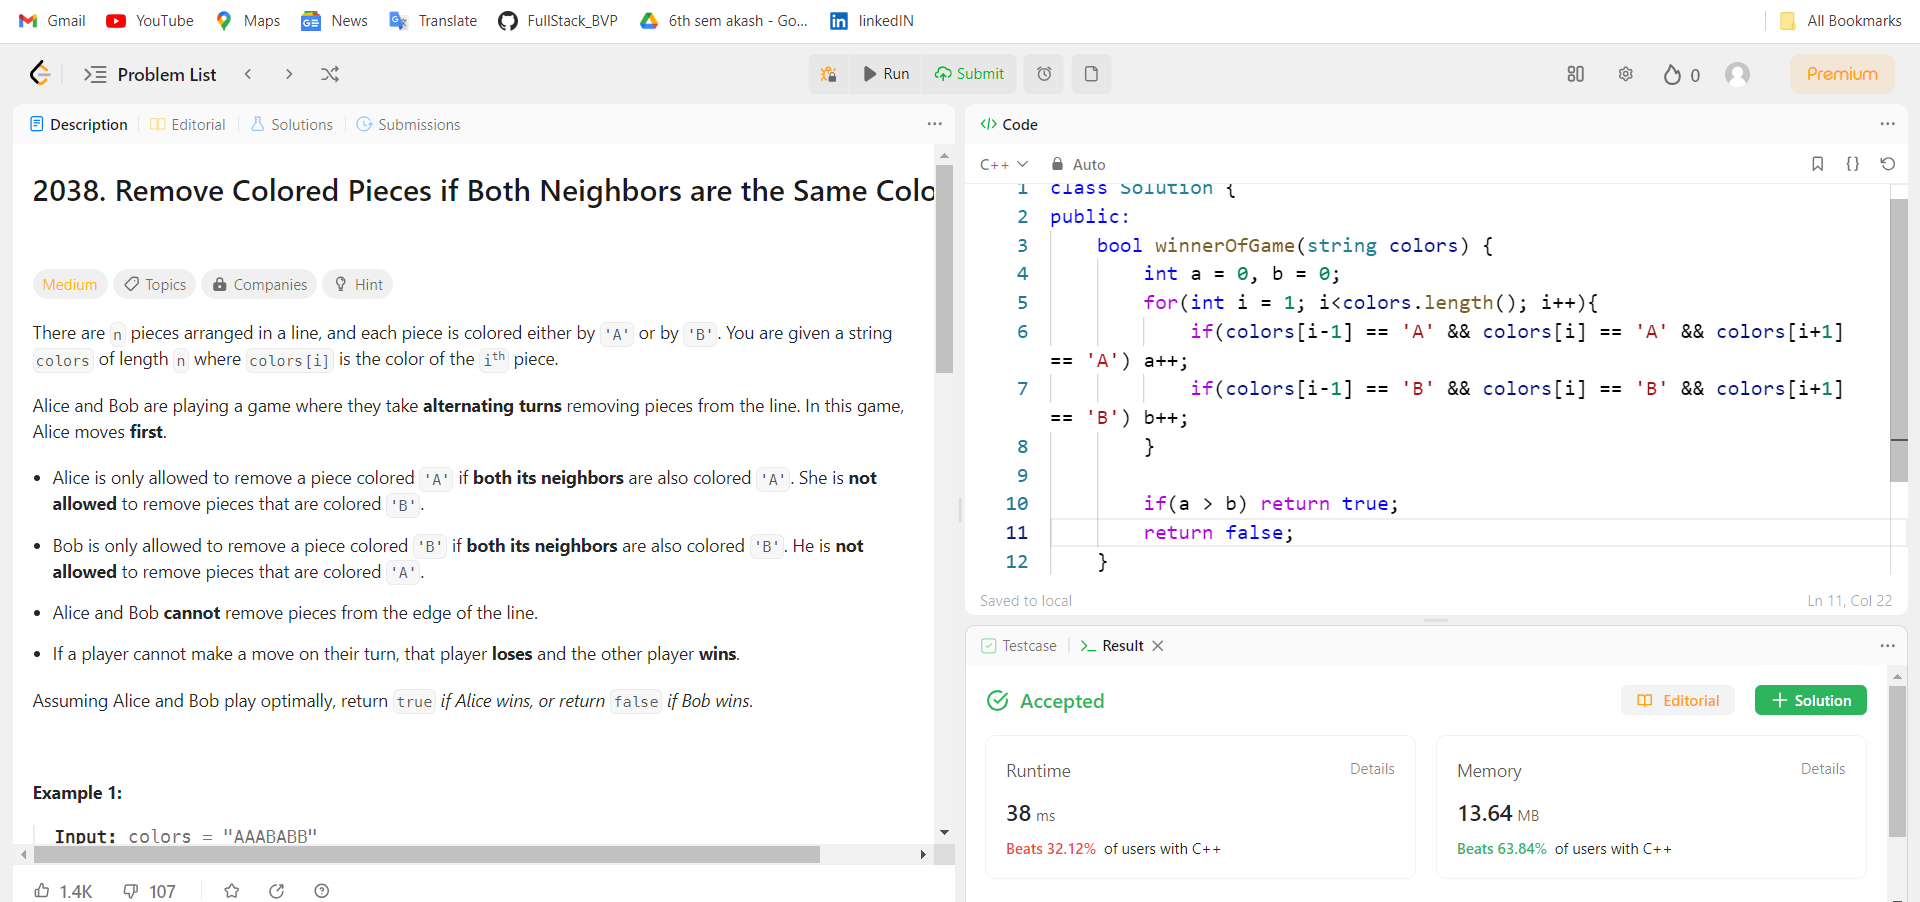 Gmail YouTube Maps News Translate FullStack_BVP 6th sem akash - Go... linkedIN All Bookmarks
Problem List Run Submit 0 Premium
Description Editorial Solutions Submissions
2038. Remove Colored Pieces if Both Neighbors are the Same Colo
Medium Topics Companies Hint
There are n pieces arranged in a line, and each piece is colored either by 'A' or by 'B'. You are given a string
colors of length n where colors[i] is the color of the ith piece.
Alice and Bob are playing a game where they take alternating turns removing pieces from the line. In this game,
Alice moves first.
• Alice is only allowed to remove a piece colored 'A' if both its neighbors are also colored 'A'. She is not
allowed to remove pieces that are colored 'B'.
• Bob is only allowed to remove a piece colored 'B' if both its neighbors are also colored 'B'. He is not
allowed to remove pieces that are colored 'A'.
• Alice and Bob cannot remove pieces from the edge of the line.
• If a player cannot make a move on their turn, that player loses and the other player wins.
Assuming Alice and Bob play optimally, return true if Alice wins, or return false if Bob wins.
Example 1:
Input: colors = "AAABABB"
1.4K 107
</> Code
C++ Auto
1 class Solution {
2 public:
3 bool winnerOfGame(string colors) {
4 int a = 0, b = 0;
5 for(int i = 1; i<colors.length(); i++){
6 if(colors[i-1] == 'A' && colors[i] == 'A' && colors[i+1]
== 'A') a++;
7 if(colors[i-1] == 'B' && colors[i] == 'B' && colors[i+1]
== 'B') b++;
8 }
9
10 if(a > b) return true;
11 return false;
12 }
Saved to local Ln 11, Col 22
Testcase Result
Accepted Editorial + Solution
Runtime Details Memory Details
38 ms 13.64 MB
Beats 32.12% of users with C++ Beats 63.84% of users with C++